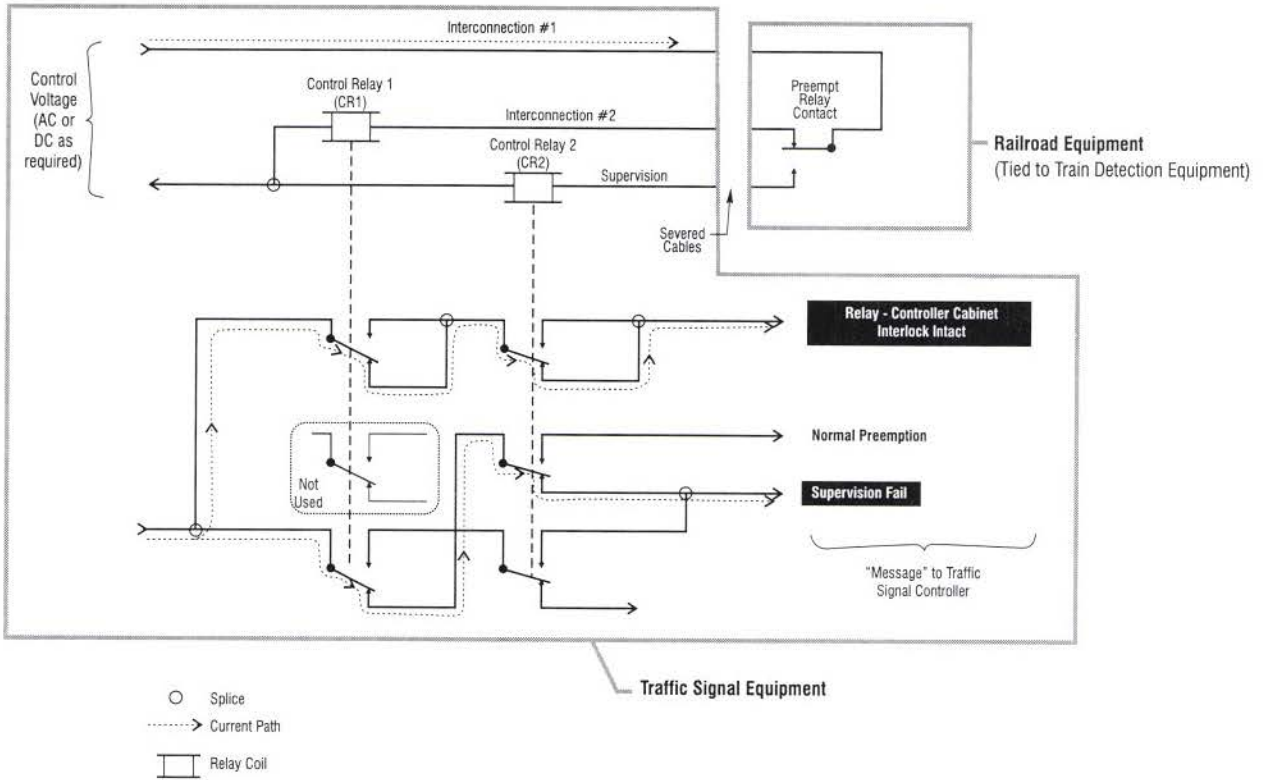 Interconnection #1
Control
Voltage
(AC or
DC as
required)
Control Relay 1
(CR1)
Interconnection #2
Control Relay 2
(CR2)
Supervision
Preempt
Relay
Contact
Railroad Equipment
(Tied to Train Detection Equipment)
Severed
Cables
Relay - Controller Cabinet
Interlock Intact
Not
Used
Normal Preemption
Supervision Fail
"Message" to Traffic
Signal Controller
Traffic Signal Equipment
Splice
Current Path
Relay Coil